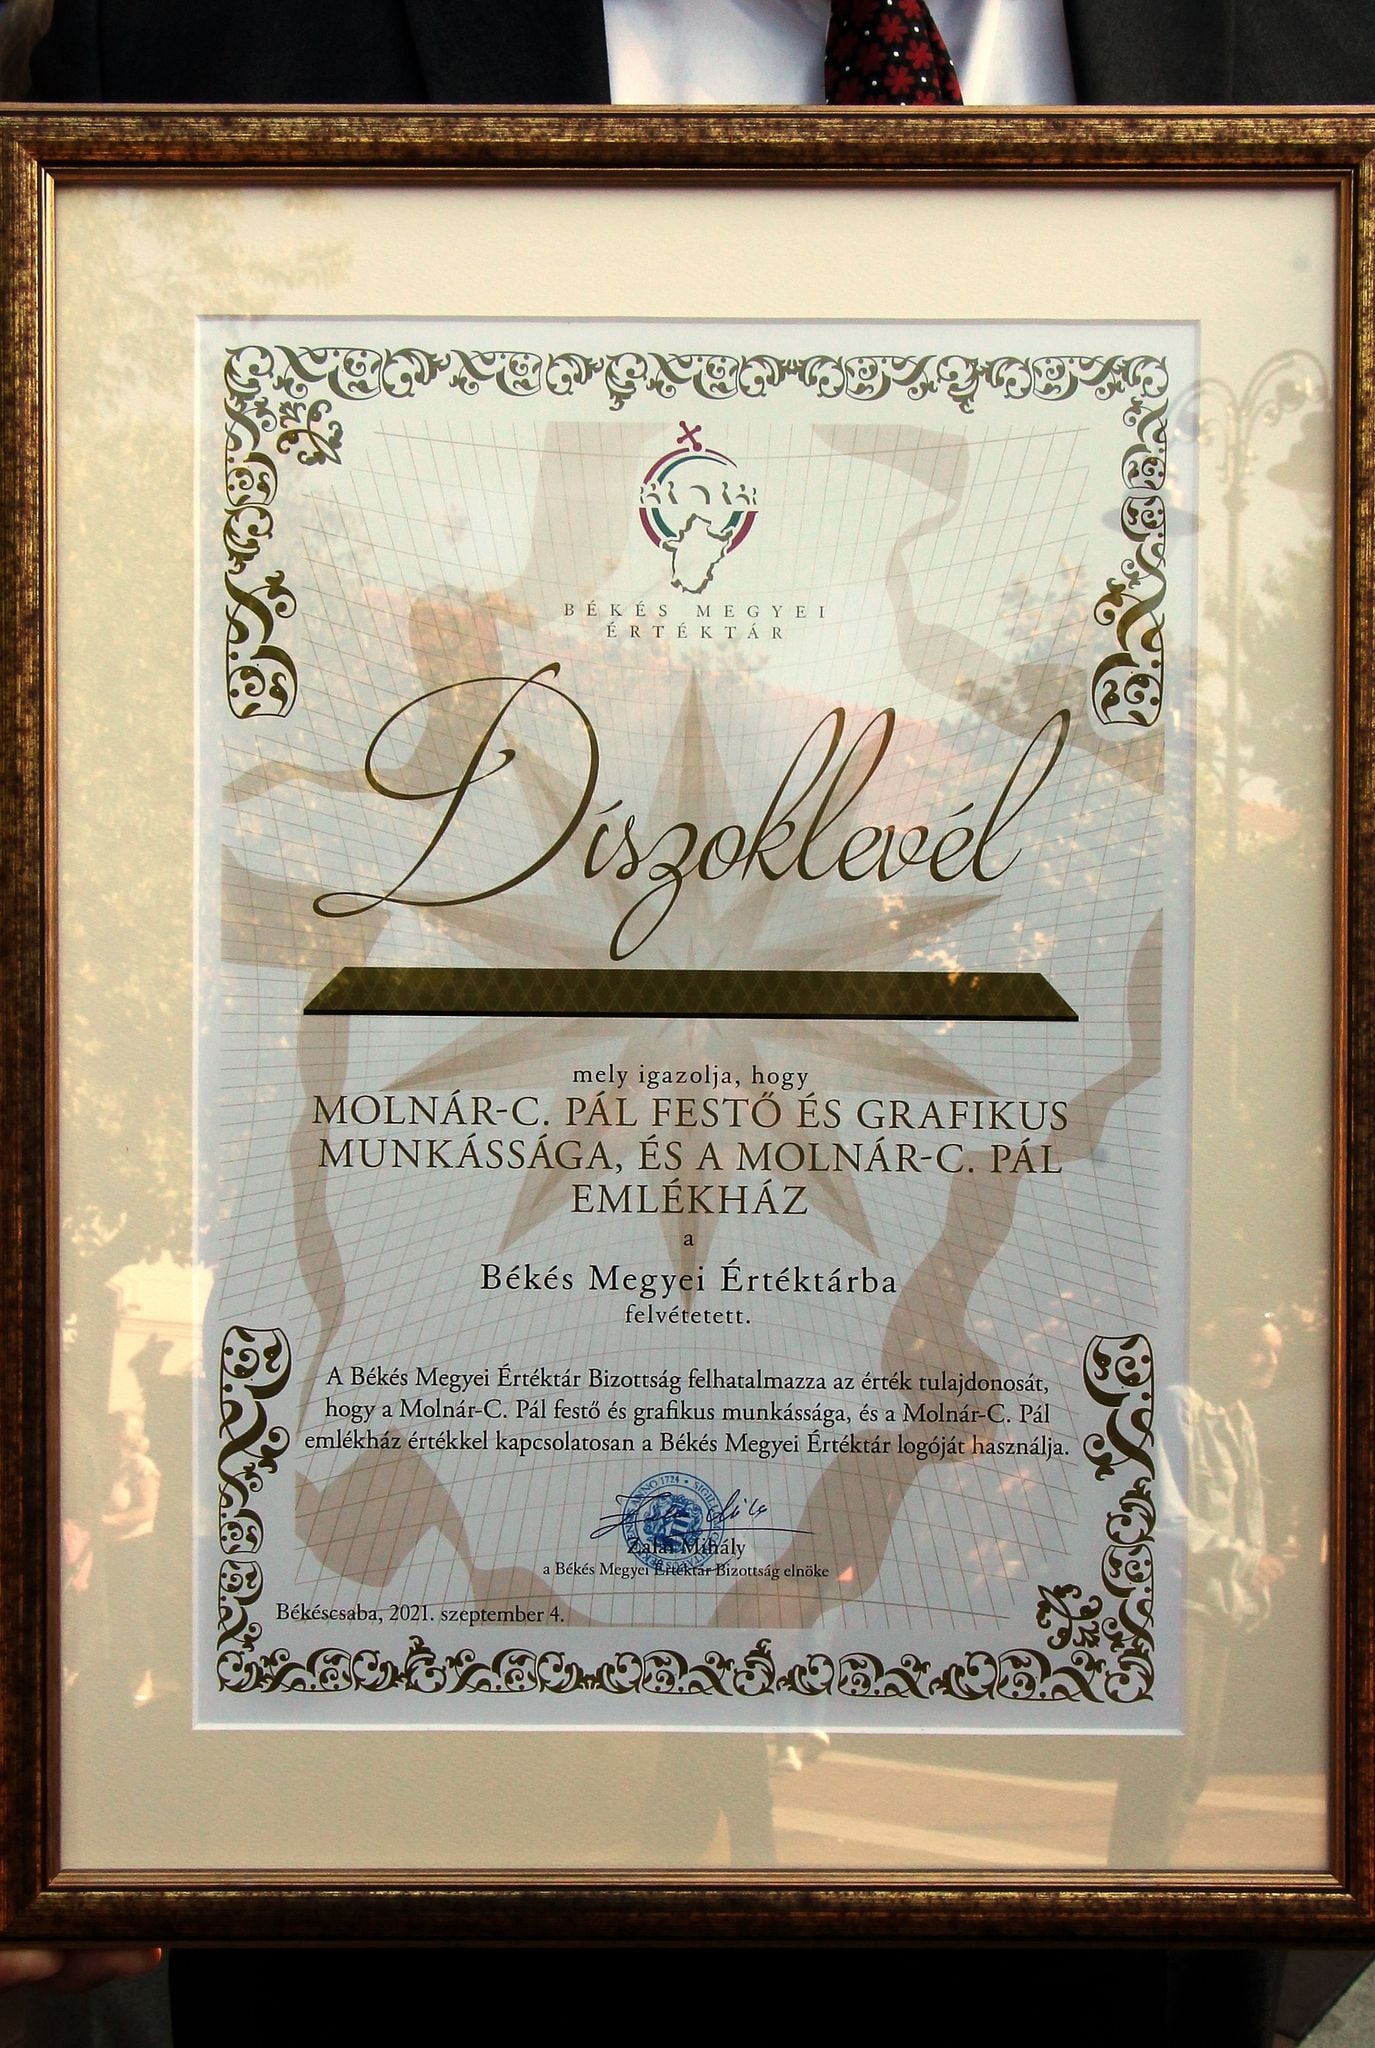 BÉKÉS MEGYEI
ÉRTÉKTÁR
Díszoklevél
mely igazolja, hogy
MOLNÁR-C. PÁL FESTŐ ÉS GRAFIKUS
MUNKÁSSÁGA, ÉS A MOLNÁR-C. PÁL
EMLÉKHÁZ
a
Békés Megyei Értéktárba
felvétetett.
A Békés Megyei Értéktár Bizottság felhatalmazza az érték tulajdonosát,
hogy a Molnár-C. Pál festő és grafikus munkássága, és a Molnár-C. Pál
emlékház értékkel kapcsolatosan a Békés Megyei Értéktár logóját használja.
ANNO 1724
Zalai Mihály
a Békés Megyei Értéktár Bizottság elnöke
Békéscsaba, 2021. szeptember 4.